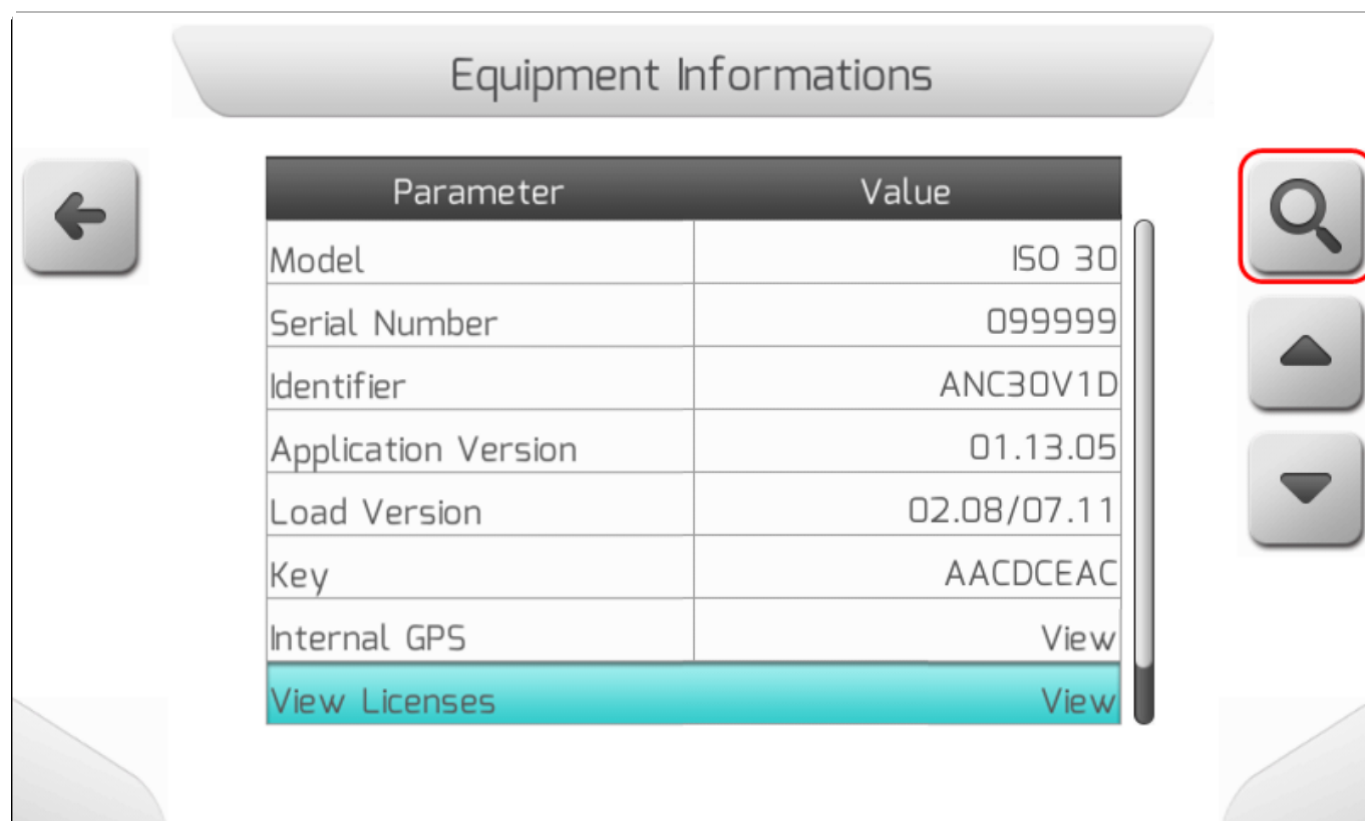 Equipment Informations
Parameter Value
Model ISO 30
Serial Number 099999
Identifier ANC30V1D
Application Version 01.13.05
Load Version 02.08/07.11
Key AACDCEAC
Internal GPS View
View Licenses View